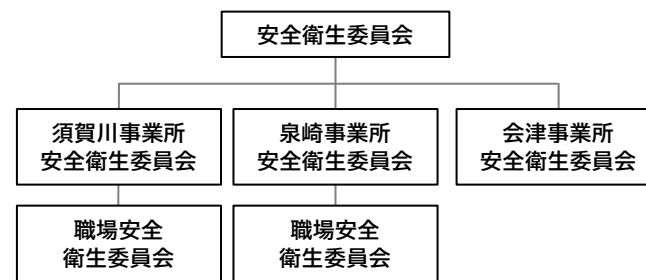 安全衛生委員会
須賀川事業所
安全衛生委員会
泉崎事業所
安全衛生委員会
会津事業所
安全衛生委員会
職場安全
衛生委員会
職場安全
衛生委員会